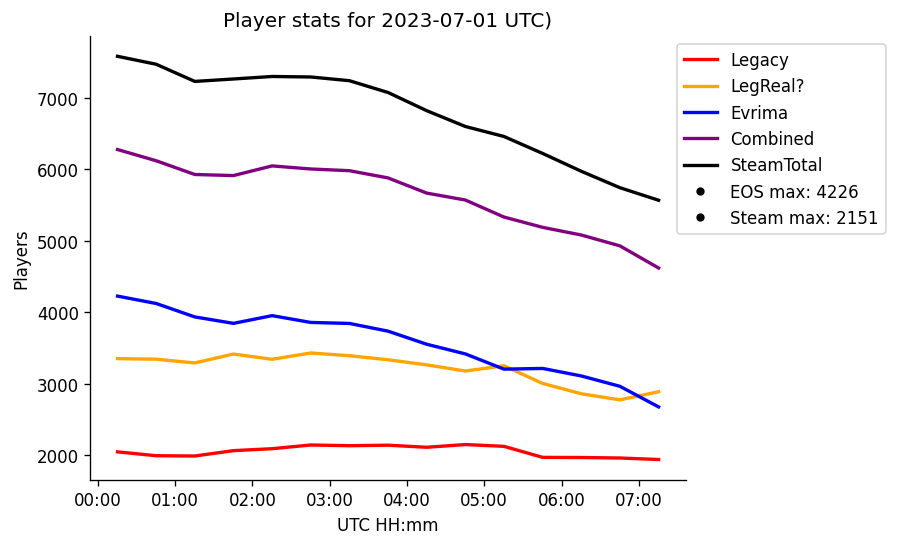 Player stats for 2023-07-01 UTC)
Legacy
LegReal?
Evrima
Combined
SteamTotal
EOS max: 4226
Steam max: 2151
Players
7000
6000
5000
4000
3000
2000
00:00 01:00 02:00 03:00 04:00 05:00 06:00 07:00
UTC HH:mm